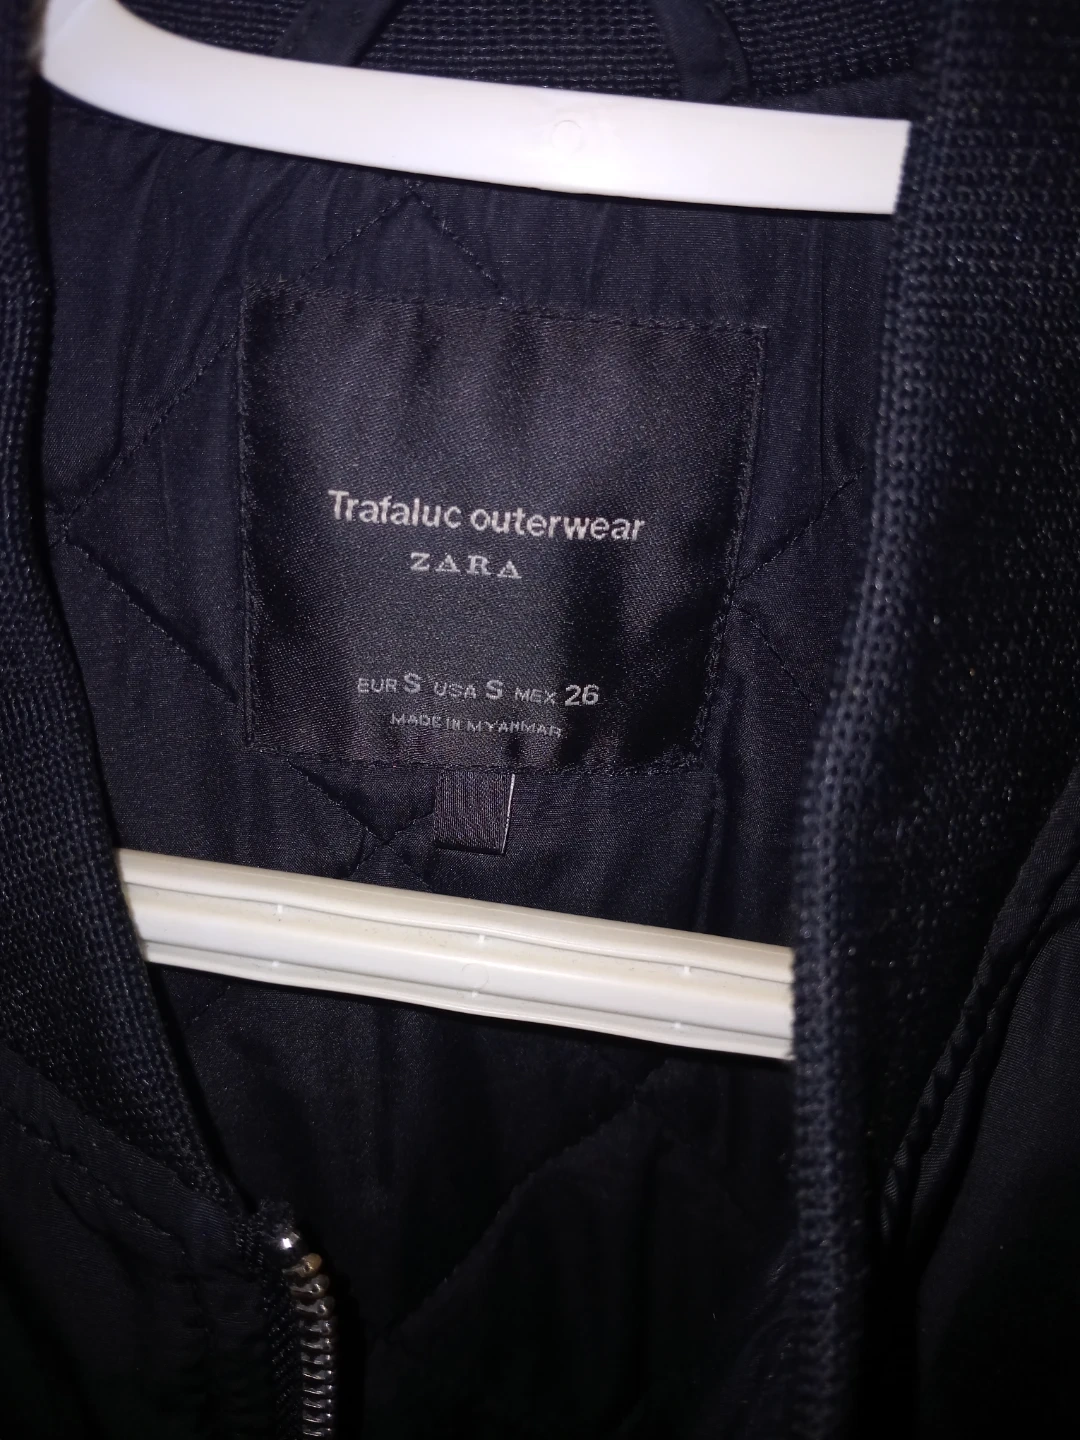 Trafaluc outerwear
ZARA
EUR S USA S MEX 26
MADE IN MYANMAR